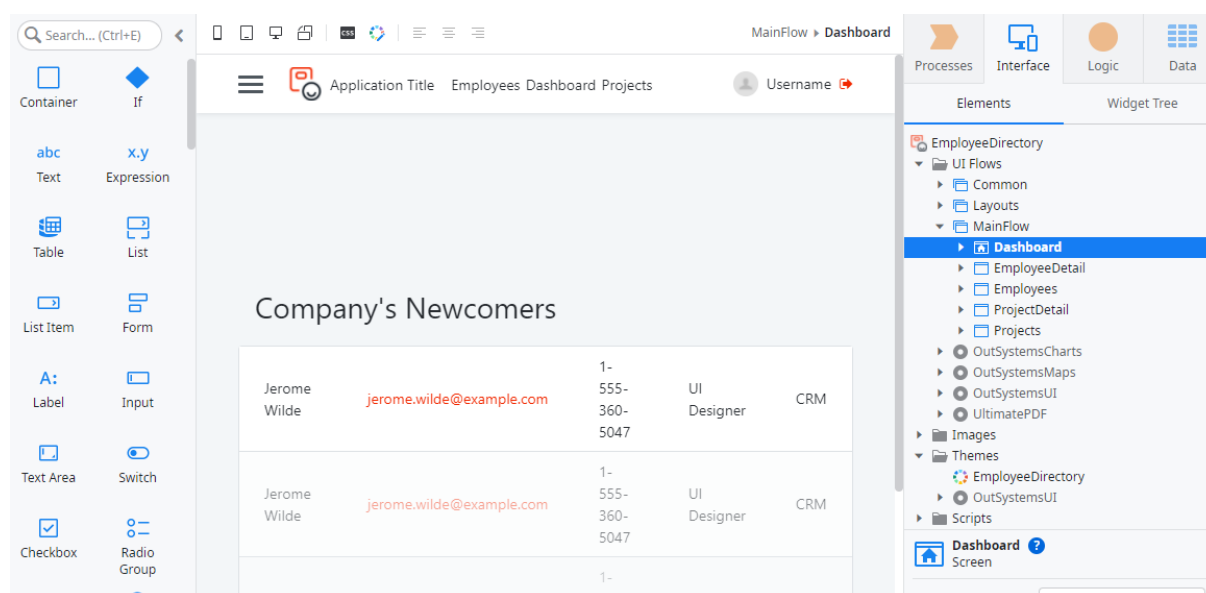 Search... (Ctrl+E)
Container
If
abc
Text
x.y
Expression
Table
List
List Item
Form
A:
Label
Input
Text Area
Switch
Checkbox
Radio
Group
css
MainFlow
Dashboard
Application Title
Employees Dashboard Projects
Username
Company's Newcomers
Jerome
Wilde
jerome.wilde@example.com
1-
555-
360-
5047
UI
Designer
CRM
Jerome
Wilde
jerome.wilde@example.com
1-
555-
360-
5047
UI
Designer
CRM
1-
Processes
Interface
Logic
Data
Elements
Widget Tree
EmployeeDirectory
UI Flows
Common
Layouts
MainFlow
Dashboard
EmployeeDetail
Employees
ProjectDetail
Projects
OutSystemsCharts
OutSystemsMaps
OutSystemsUI
UltimatePDF
Images
Themes
EmployeeDirectory
OutSystemsUI
Scripts
Dashboard ?
Screen